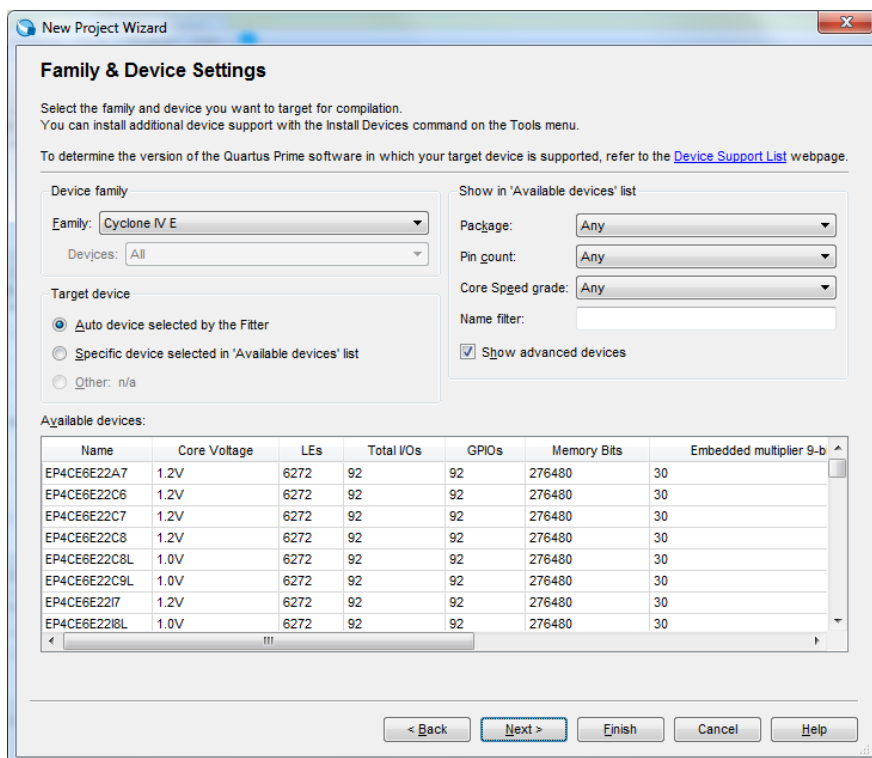 New Project Wizard
Family & Device Settings
Select the family and device you want to target for compilation.
You can install additional device support with the Install Devices command on the Tools menu.
To determine the version of the Quartus Prime software in which your target device is supported, refer to the Device Support List webpage.
Device family
Family: Cyclone IV E
Devices: All
Target device
Auto device selected by the Fitter
Specific device selected in 'Available devices' list
Other: n/a
Show in 'Available devices' list
Package: Any
Pin count: Any
Core Speed grade: Any
Name filter:
Show advanced devices
Available devices:
Name Core Voltage LEs Total I/Os GPIOs Memory Bits Embedded multiplier 9-bi
EP4CE6E22A7 1.2V 6272 92 92 276480 30
EP4CE6E22C6 1.2V 6272 92 92 276480 30
EP4CE6E22C7 1.2V 6272 92 92 276480 30
EP4CE6E22C8 1.2V 6272 92 92 276480 30
EP4CE6E22C8L 1.0V 6272 92 92 276480 30
EP4CE6E22C9L 1.0V 6272 92 92 276480 30
EP4CE6E22I7 1.2V 6272 92 92 276480 30
EP4CE6E22I8L 1.0V 6272 92 92 276480 30
< Back Next > Finish Cancel Help